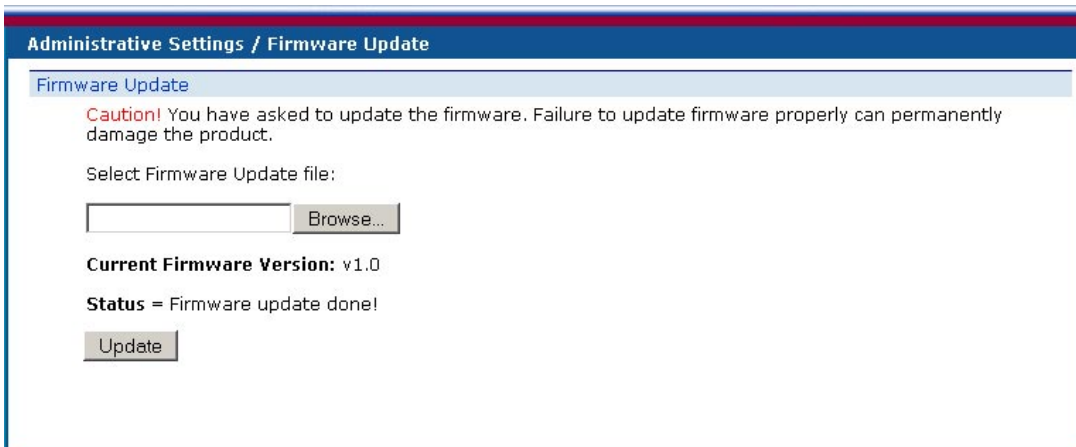 Administrative Settings / Firmware Update
Firmware Update
Caution! You have asked to update the firmware. Failure to update firmware properly can permanently
damage the product.
Select Firmware Update file:
Browse...
Current Firmware Version: v1.0
Status = Firmware update done!
Update